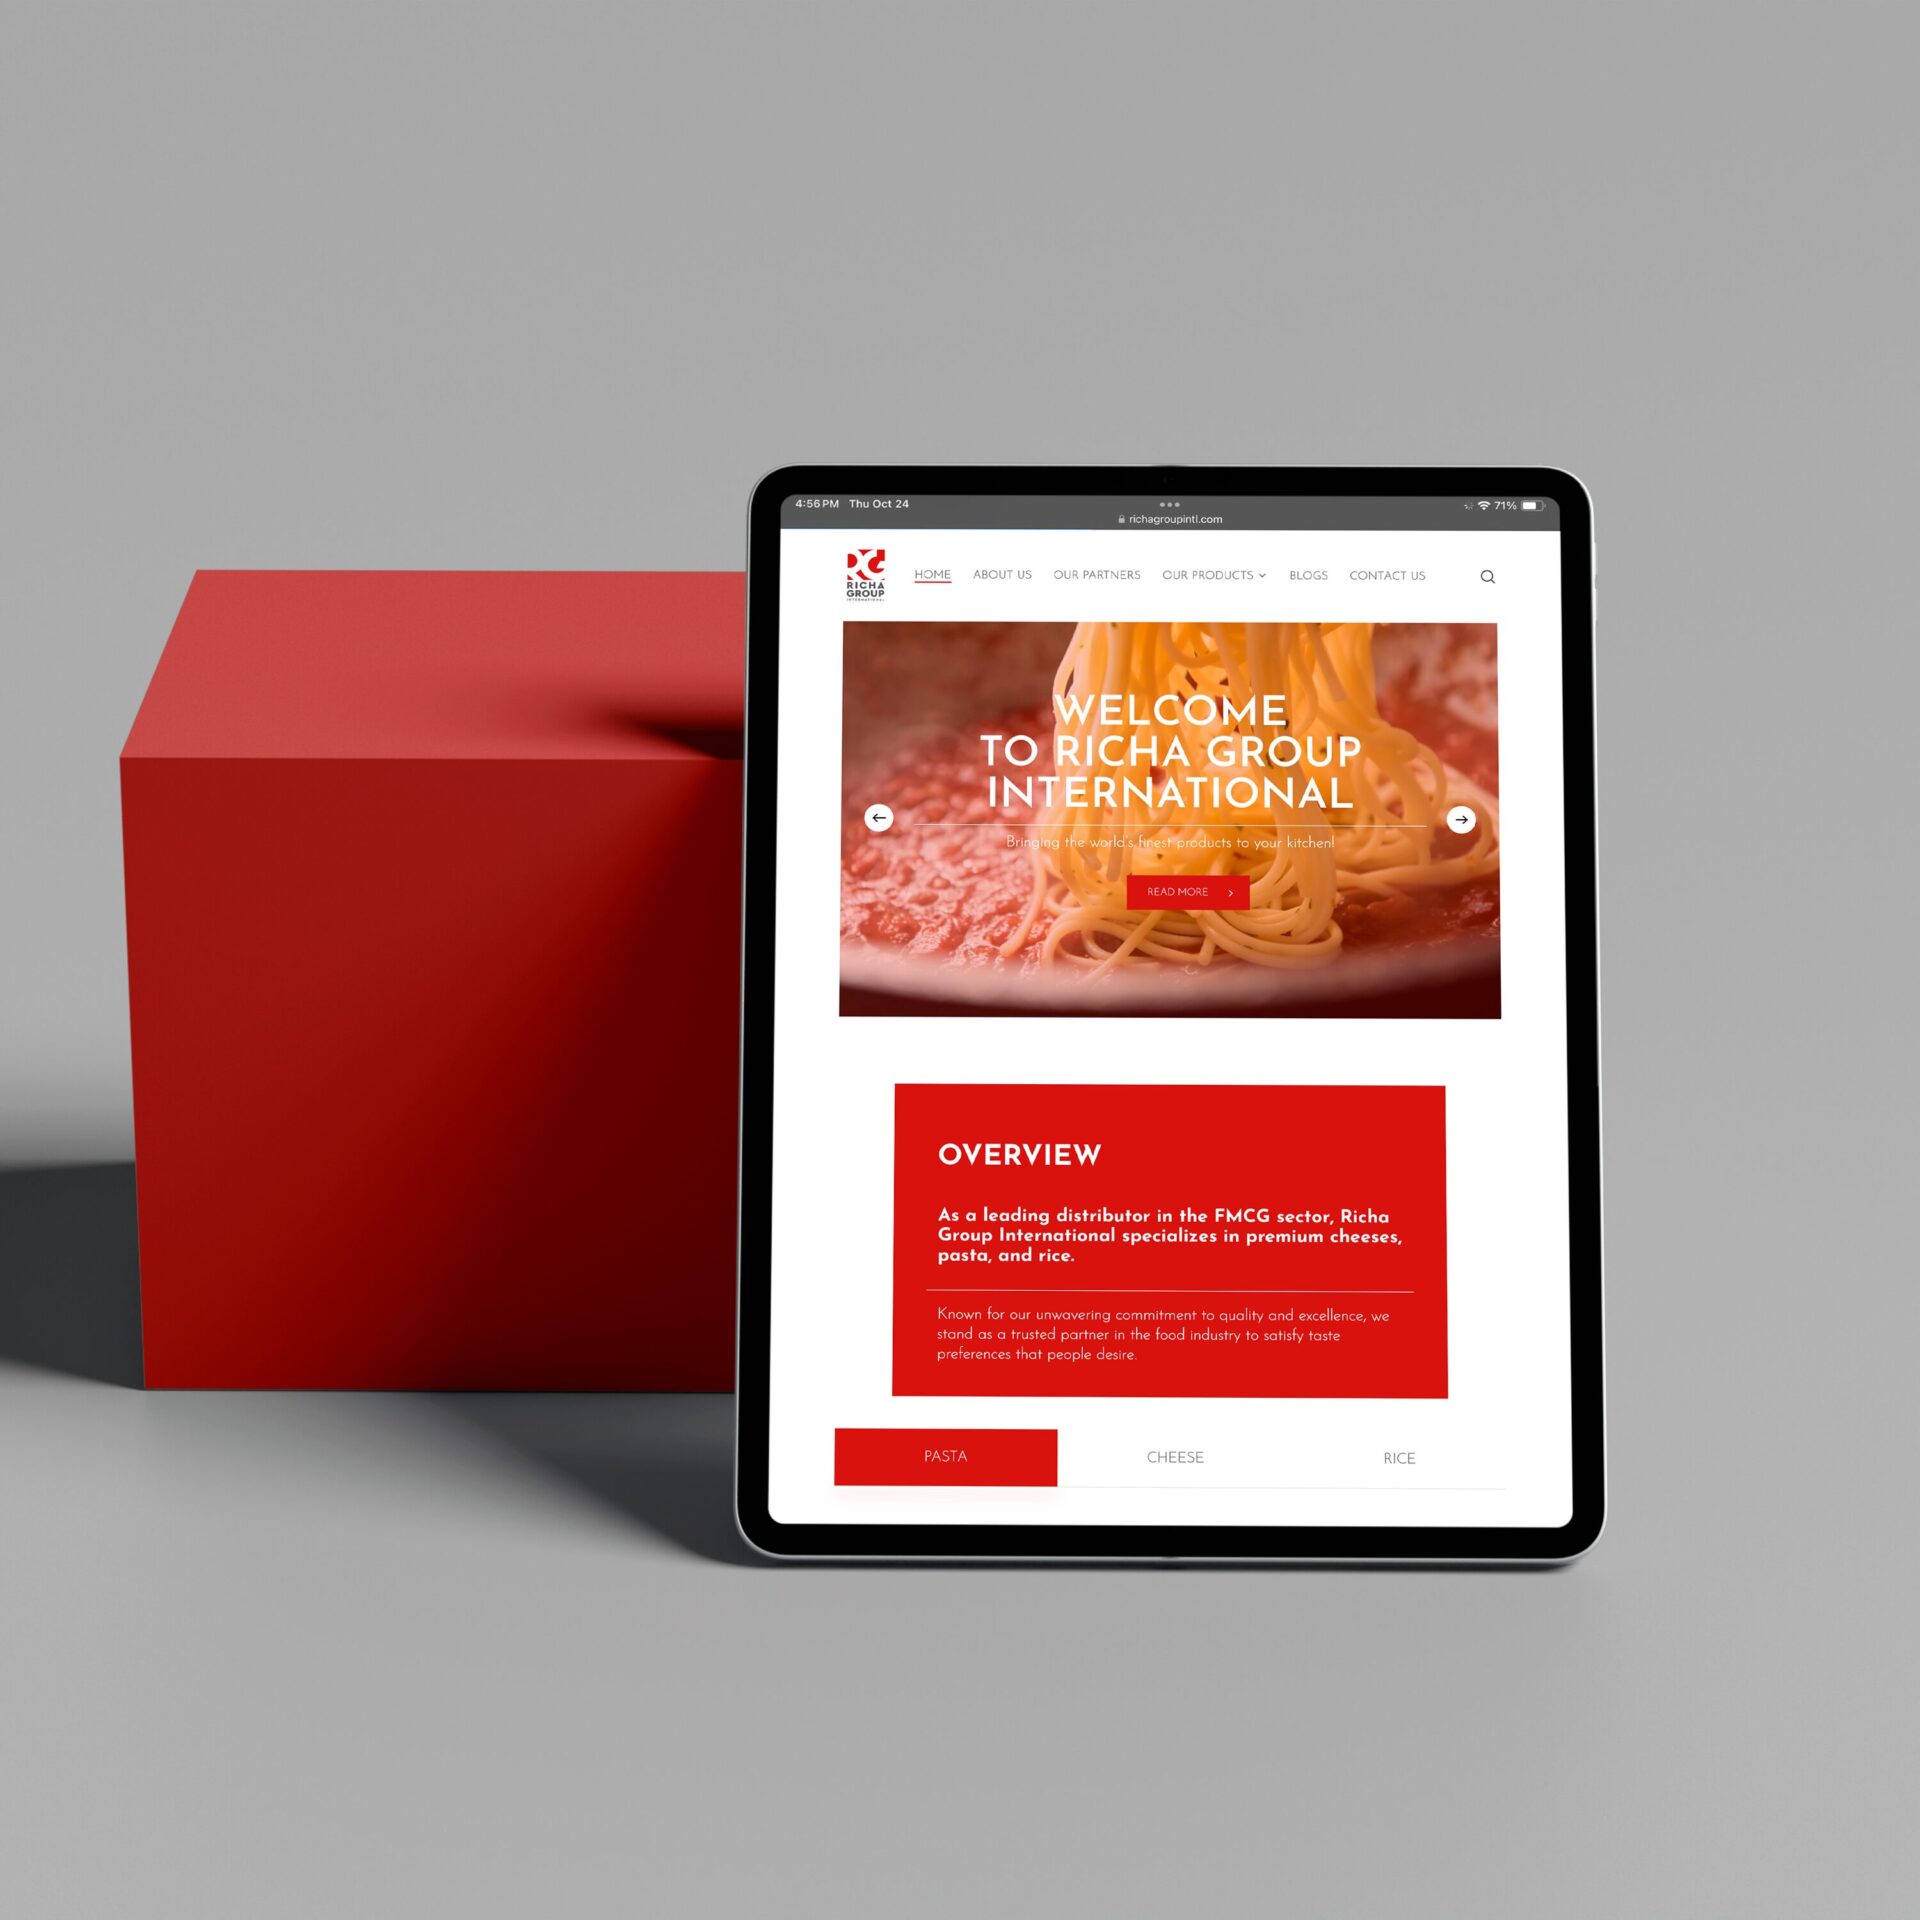 4:56 PM Thu Oct 24
71%
richagroupintl.com
RG
RICHA
GROUP
INTERNATIONAL
HOME ABOUT US OUR PARTNERS OUR PRODUCTS BLOGS CONTACT US
WELCOME
TO RICHA GROUP
INTERNATIONAL
Bringing the world's finest products to your kitchen!
READ MORE
OVERVIEW
As a leading distributor in the FMCG sector, Richa
Group International specializes in premium cheeses,
pasta, and rice.
Known for our unwavering commitment to quality and excellence, we
stand as a trusted partner in the food industry to satisfy taste
preferences that people desire.
PASTA CHEESE RICE